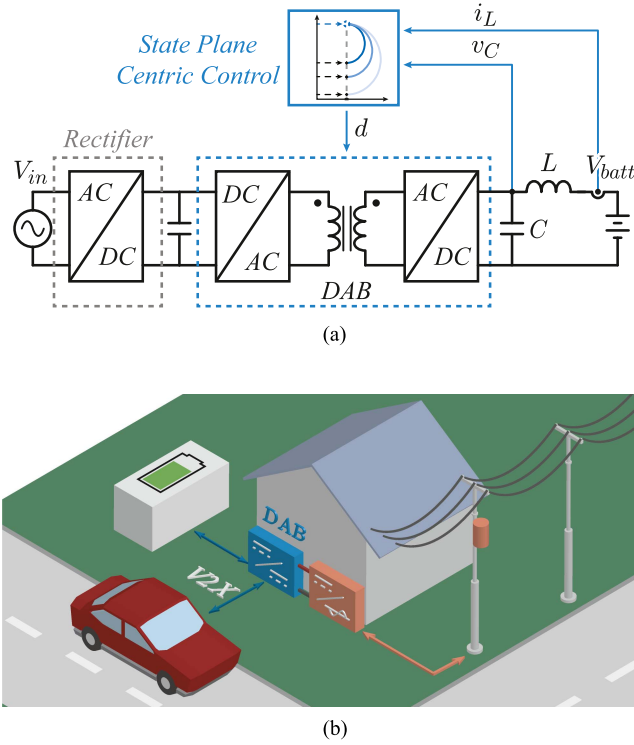 State Plane
Centric Control
i_L
v_C
d
Rectifier
V_in
AC
DC
DC
AC
AC
DC
L
V_batt
C
DAB
(a)
DAB
V2X
(b)